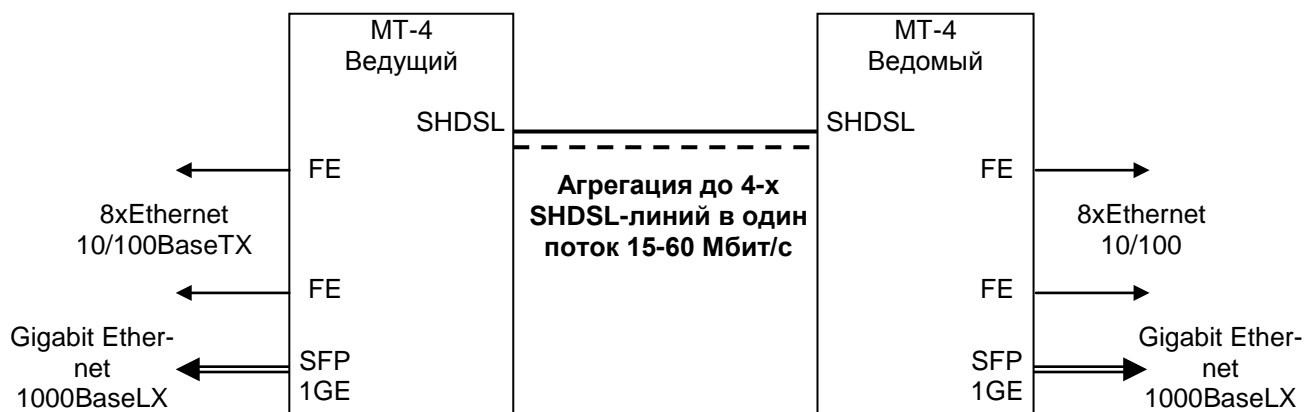 МТ-4
Ведущий
SHDSL
FE
8xEthernet
10/100BaseTX
FE
Gigabit Ether-
net
1000BaseLX
SFP
1GE
Агрегация до 4-х
SHDSL-линий в один
поток 15-60 Мбит/с
МТ-4
Ведомый
SHDSL
FE
8xEthernet
10/100
FE
SFP
1GE
Gigabit Ether-
net
1000BaseLX